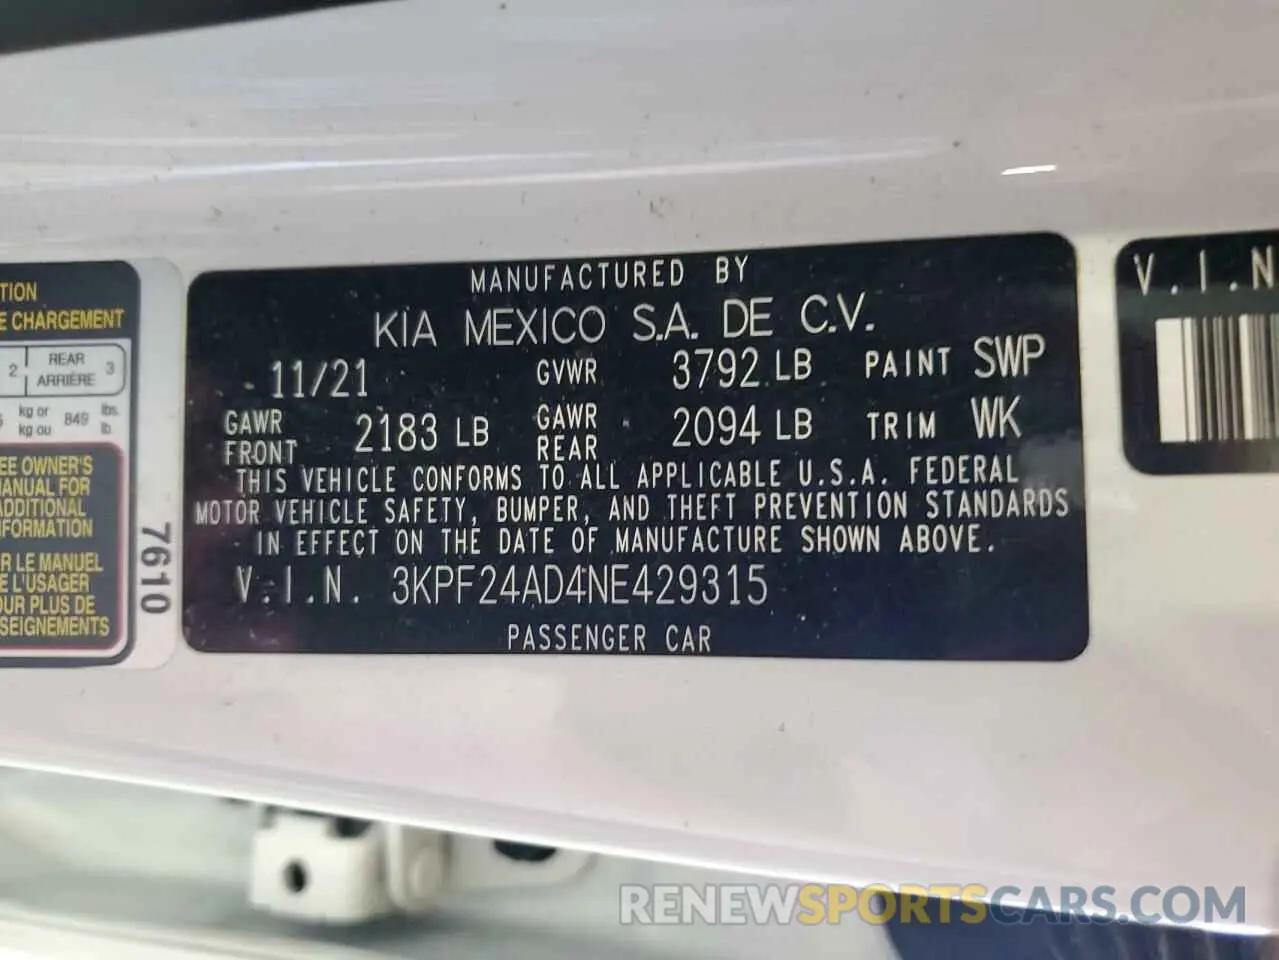 TION
E CHARGEMENT
2 REAR ARRIÈRE 3
kg or kg ou 849 lbs. lb.
EE OWNER'S
MANUAL FOR
ADDITIONAL
INFORMATION
R LE MANUEL
E L'USAGER
OUR PLUS DE
SEIGNEMENTS
7610
MANUFACTURED BY
KIA MEXICO S.A. DE C.V.
11/21 GVWR 3792 LB PAINT SWP
GAWR FRONT 2183 LB GAWR REAR 2094 LB TRIM WK
THIS VEHICLE CONFORMS TO ALL APPLICABLE U.S.A. FEDERAL
MOTOR VEHICLE SAFETY, BUMPER, AND THEFT PREVENTION STANDARDS
IN EFFECT ON THE DATE OF MANUFACTURE SHOWN ABOVE.
V.I.N. 3KPF24AD4NE429315
PASSENGER CAR
V.I.N
RENEWSPORTSCARS.COM